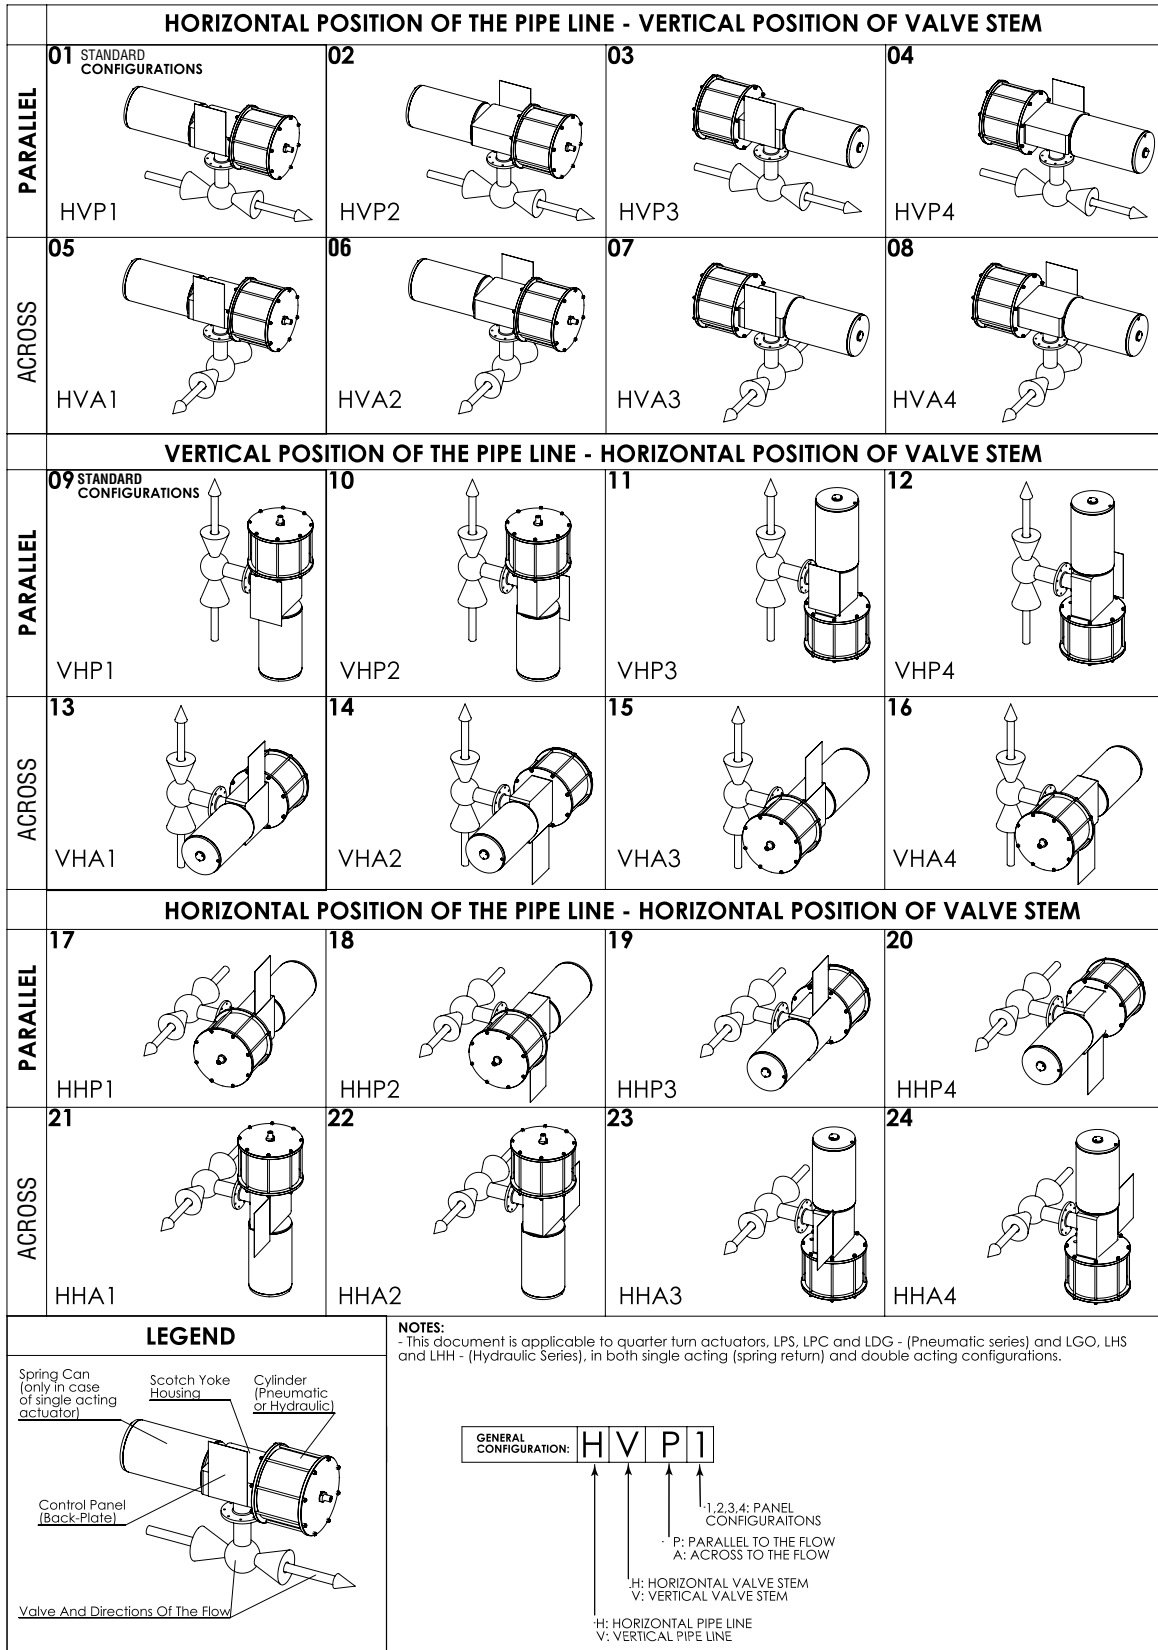 HORIZONTAL POSITION OF THE PIPE LINE - VERTICAL POSITION OF VALVE STEM
PARALLEL
01 STANDARD
CONFIGURATIONS
HVP1
02
HVP2
03
HVP3
04
HVP4
ACROSS
05
HVA1
06
HVA2
07
HVA3
08
HVA4
VERTICAL POSITION OF THE PIPE LINE - HORIZONTAL POSITION OF VALVE STEM
PARALLEL
09 STANDARD
CONFIGURATIONS
VHP1
10
VHP2
11
VHP3
12
VHP4
ACROSS
13
VHA1
14
VHA2
15
VHA3
16
VHA4
HORIZONTAL POSITION OF THE PIPE LINE - HORIZONTAL POSITION OF VALVE STEM
PARALLEL
17
HHP1
18
HHP2
19
HHP3
20
HHP4
ACROSS
21
HHA1
22
HHA2
23
HHA3
24
HHA4
LEGEND
Spring Can
(only in case
of single acting
actuator)
Scotch Yoke
Housing
Cylinder
(Pneumatic
or Hydraulic)
Control Panel
(Back-Plate)
Valve And Directions Of The Flow
NOTES:
- This document is applicable to quarter turn actuators, LPS, LPC and LDG - (Pneumatic series) and LGO, LHS
and LHH - (Hydraulic Series), in both single acting (spring return) and double acting configurations.
GENERAL
CONFIGURATION:
H V P 1
1,2,3,4: PANEL
CONFIGURAITONS
P: PARALLEL TO THE FLOW
A: ACROSS TO THE FLOW
H: HORIZONTAL VALVE STEM
V: VERTICAL VALVE STEM
H: HORIZONTAL PIPE LINE
V: VERTICAL PIPE LINE